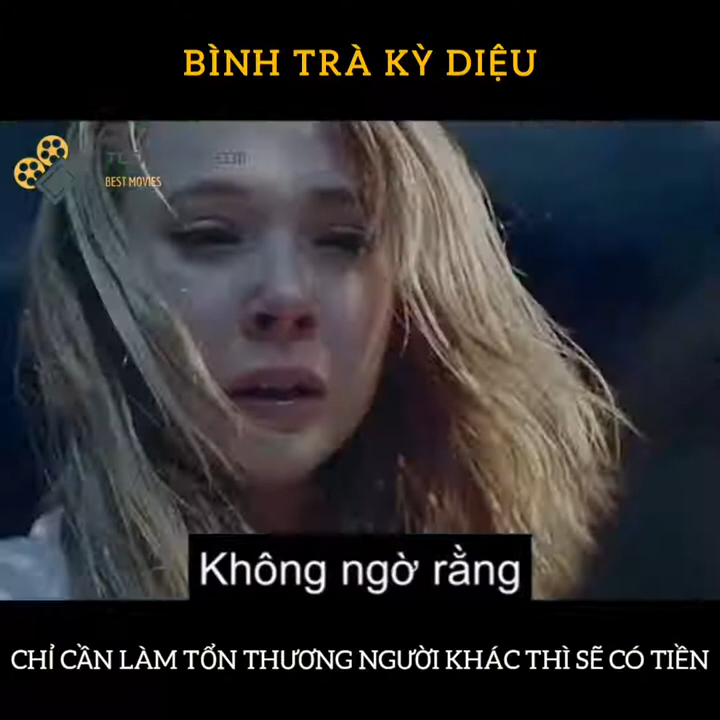 BÌNH TRÀ KỲ DIỆU
BEST MOVIES
Không ngờ rằng
CHỈ CẦN LÀM TỔN THƯƠNG NGƯỜI KHÁC THÌ SẼ CÓ TIỀN